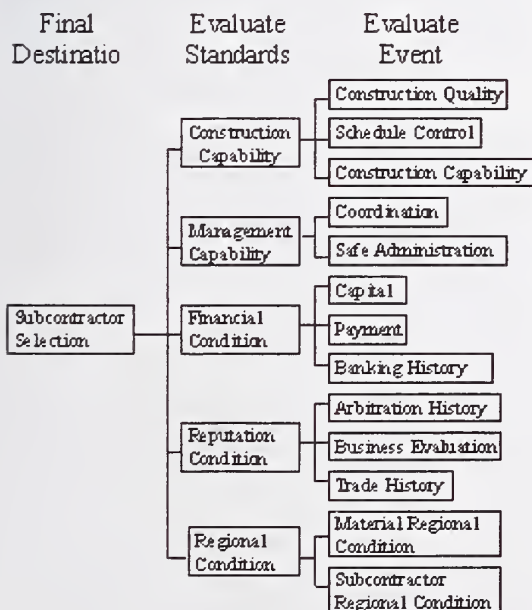 Final
Destinatio
Evaluate
Standards
Evaluate
Event
Subcontractor
Selection
Construction
Capability
Construction Quality
Schedule Control
Construction Capability
Management
Capability
Coordination
Safe Administration
Financial
Condition
Capital
Payment
Banking History
Reputation
Condition
Arbitration History
Business Evaluation
Trade History
Regional
Condition
Material Regional
Condition
Subcontractor
Regional Condition